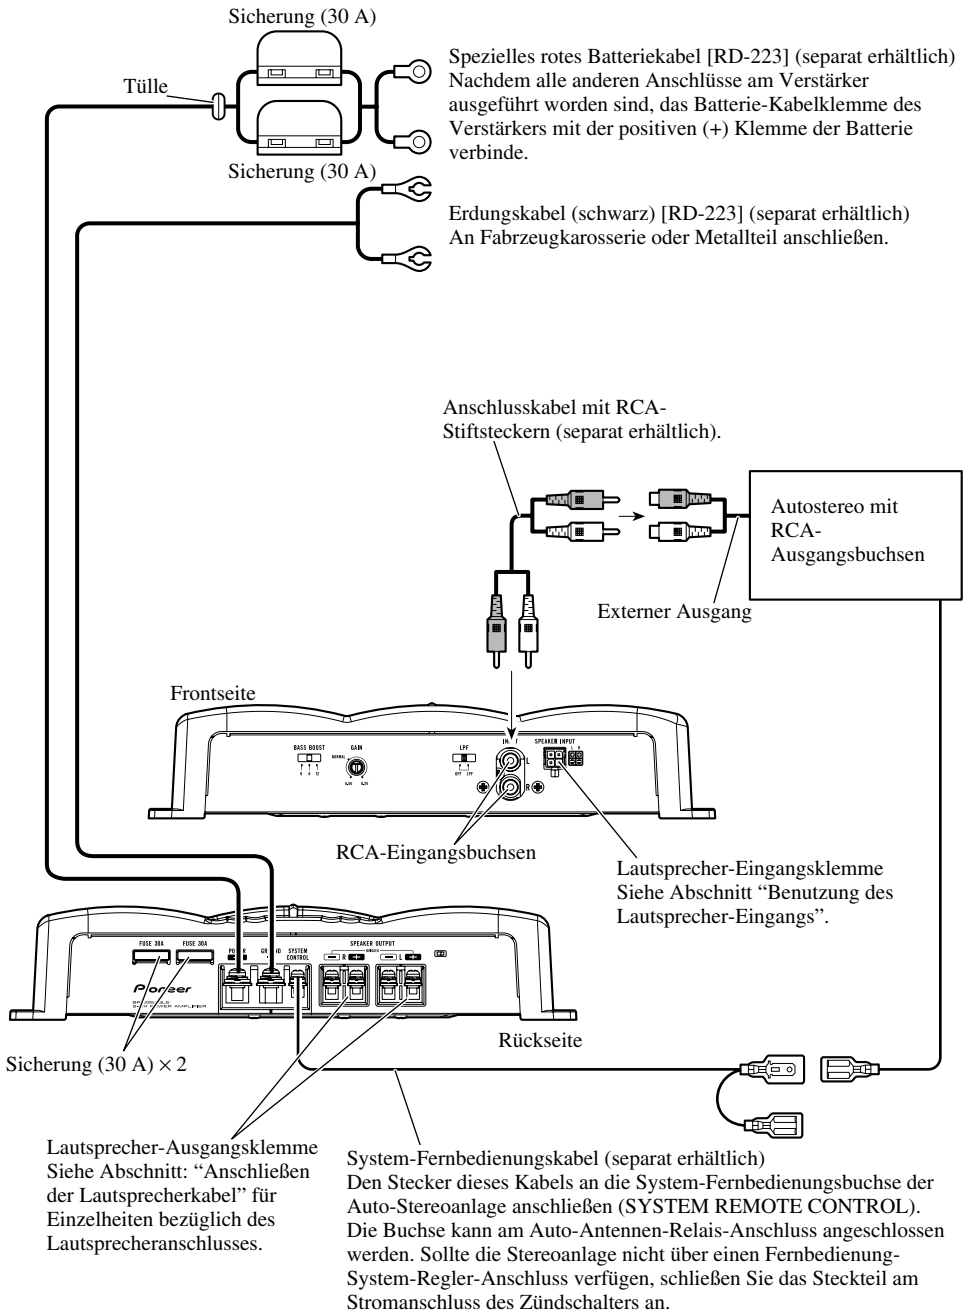 Sicherung (30 A)
Tülle
Sicherung (30 A)
Spezielles rotes Batteriekabel [RD-223] (separat erhältlich)
Nachdem alle anderen Anschlüsse am Verstärker
ausgeführt worden sind, das Batterie-Kabelklemme des
Verstärkers mit der positiven (+) Klemme der Batterie
verbinde.
Erdungskabel (schwarz) [RD-223] (separat erhältlich)
An Fabrzeugkarosserie oder Metallteil anschließen.
Anschlusskabel mit RCA-
Stiftsteckern (separat erhältlich).
Autostereo mit
RCA-
Ausgangsbuchsen
Externer Ausgang
Frontseite
BASS BOOST
0 6 12
GAIN
NORMAL
LPF
OFF LPF
SPEAKER INPUT
L R
L
R
RCA-Eingangsbuchsen
Lautsprecher-Eingangsklemme
Siehe Abschnitt “Benutzung des
Lautsprecher-Eingangs”.
FUSE 30A FUSE 30A
SYSTEM
CONTROL
SPEAKER OUTPUT
R L
Pioneer
POWER AMPLIFIER
Rückseite
Sicherung (30 A) × 2
Lautsprecher-Ausgangsklemme
Siehe Abschnitt: “Anschließen
der Lautsprecherkabel” für
Einzelheiten bezüglich des
Lautsprecheranschlusses.
System-Fernbedienungskabel (separat erhältlich)
Den Stecker dieses Kabels an die System-Fernbedienungsbuchse der
Auto-Stereoanlage anschließen (SYSTEM REMOTE CONTROL).
Die Buchse kann am Auto-Antennen-Relais-Anschluss angeschlossen
werden. Sollte die Stereoanlage nicht über einen Fernbedienung-
System-Regler-Anschluss verfügen, schließen Sie das Steckteil am
Stromanschluss des Zündschalters an.